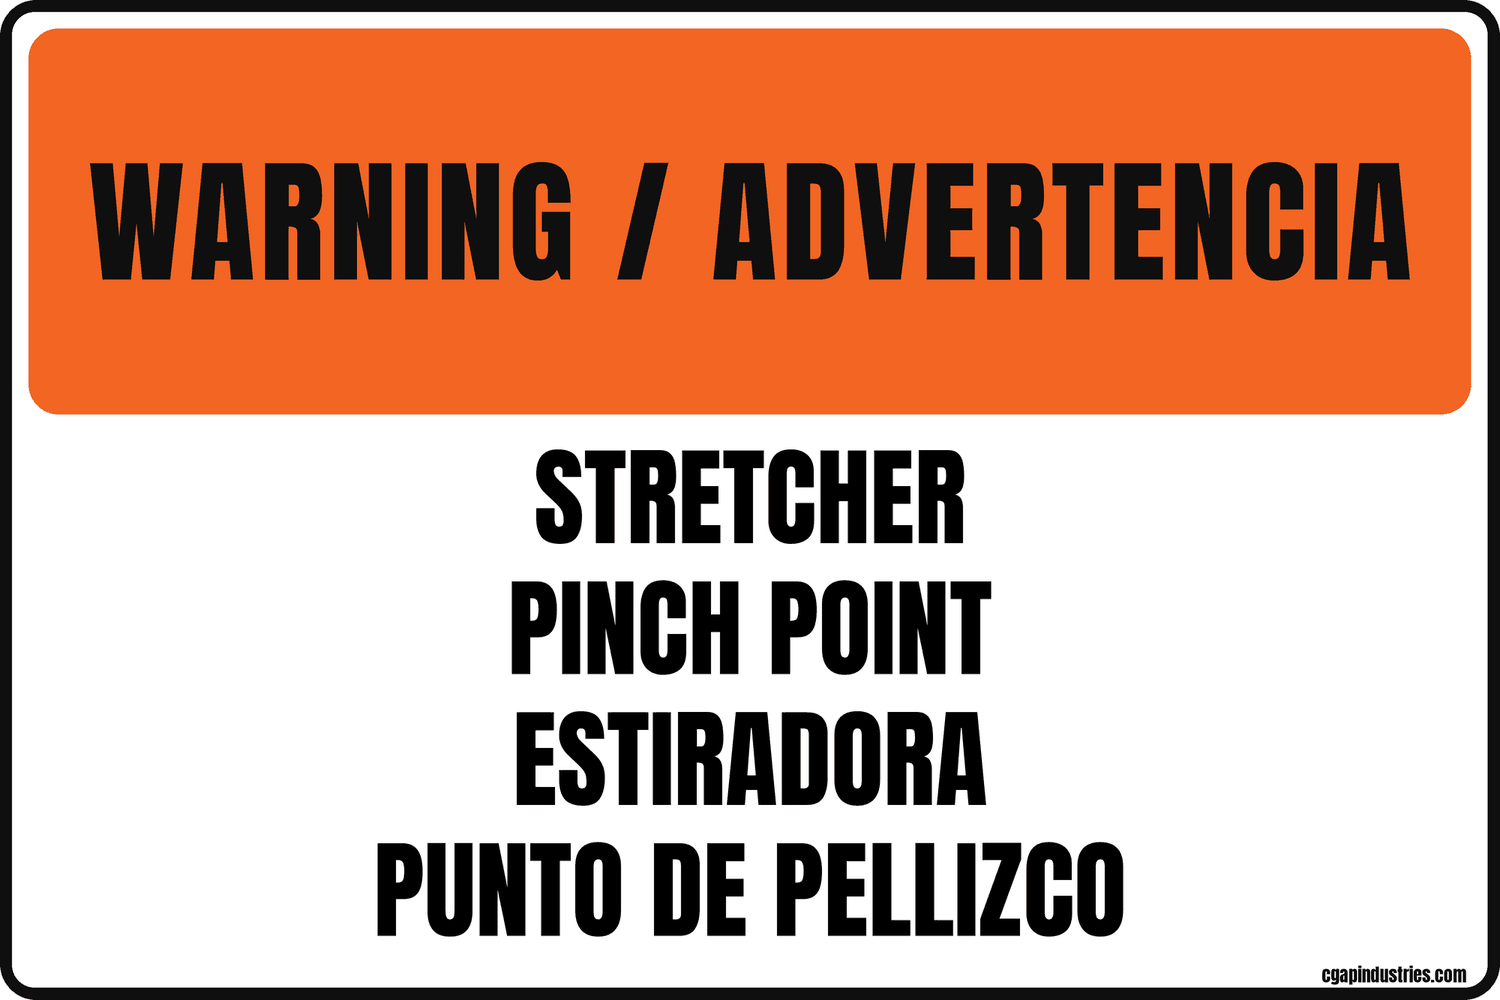 WARNING / ADVERTENCIA
STRETCHER
PINCH POINT
ESTIRADORA
PUNTO DE PELLIZCO
cgapindustries.com